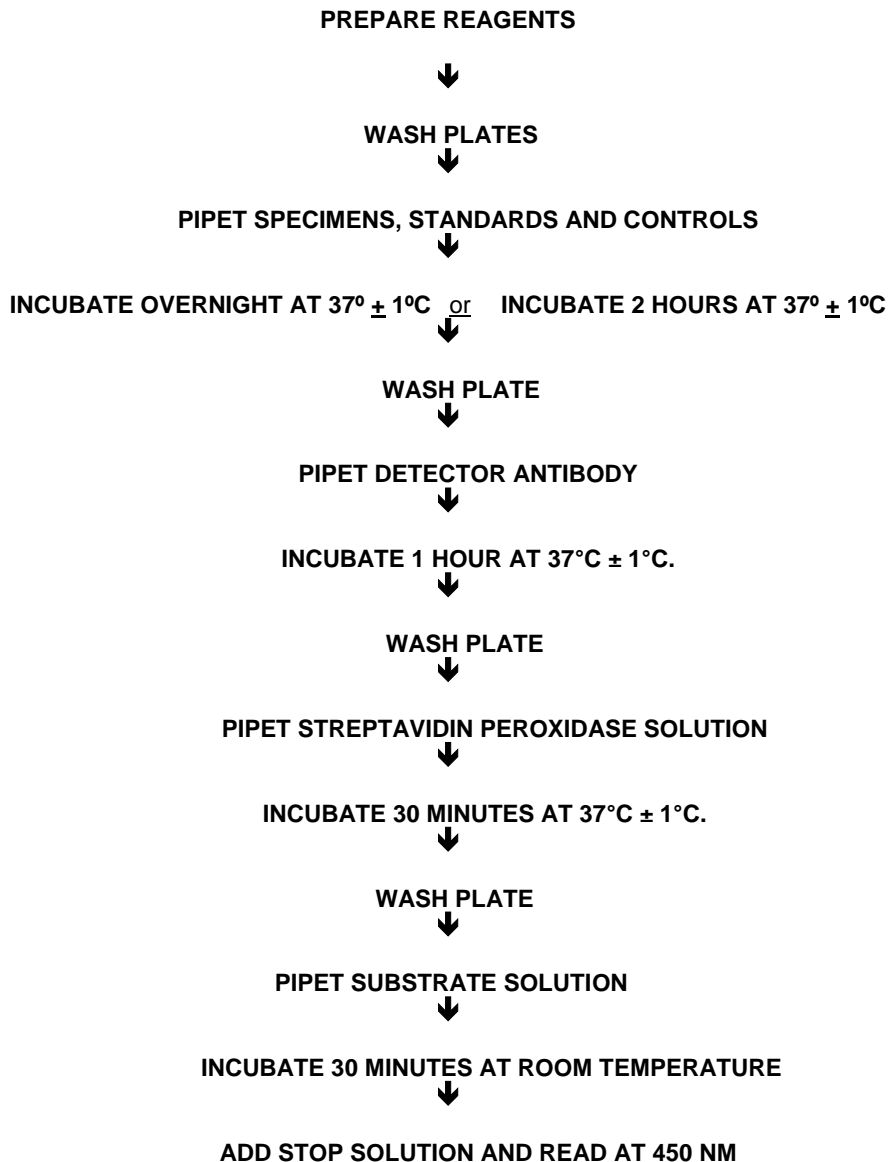 PREPARE REAGENTS
WASH PLATES
PIPET SPECIMENS, STANDARDS AND CONTROLS
INCUBATE OVERNIGHT AT 37º ± 1ºC or INCUBATE 2 HOURS AT 37º ± 1ºC
WASH PLATE
PIPET DETECTOR ANTIBODY
INCUBATE 1 HOUR AT 37°C ± 1°C.
WASH PLATE
PIPET STREPTAVIDIN PEROXIDASE SOLUTION
INCUBATE 30 MINUTES AT 37°C ± 1°C.
WASH PLATE
PIPET SUBSTRATE SOLUTION
INCUBATE 30 MINUTES AT ROOM TEMPERATURE
ADD STOP SOLUTION AND READ AT 450 NM